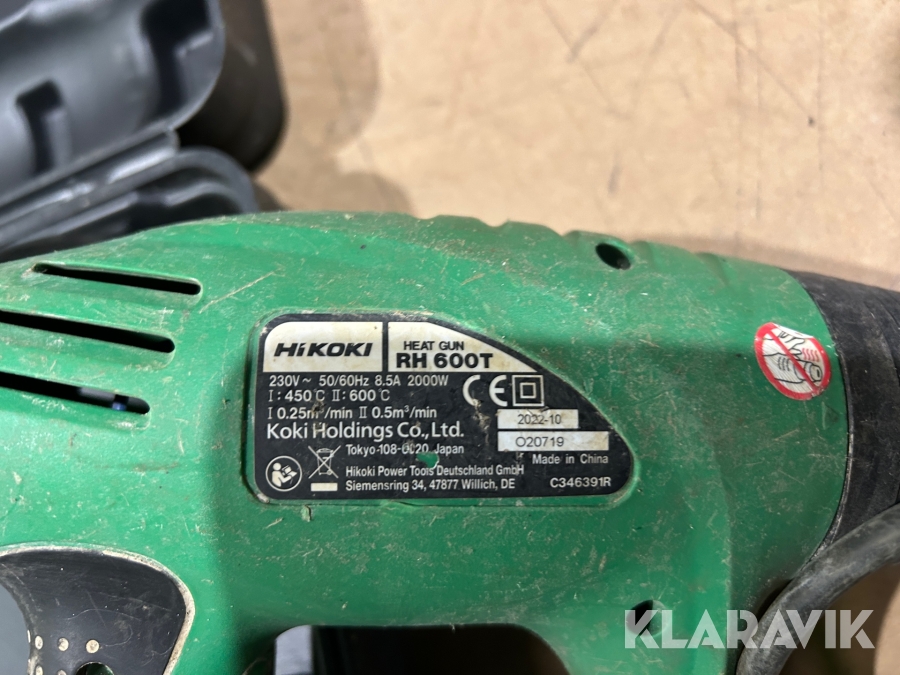 HiKOKI
HEAT GUN
RH 600T
230V ~ 50/60Hz 8.5A 2000W
I : 450℃ II : 600℃
I 0.25m³/min II 0.5m³/min
Koki Holdings Co., Ltd.
Tokyo 108-6020 Japan
CE
2022-10
O20719
Made in China
Hikoki Power Tools Deutschland GmbH
Siemensring 34, 47877 Willich, DE
C346391R
KLARAVIK